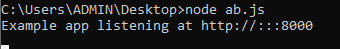 C:\Users\ADMIN\Desktop>node ab.js
Example app listening at http://:::8000